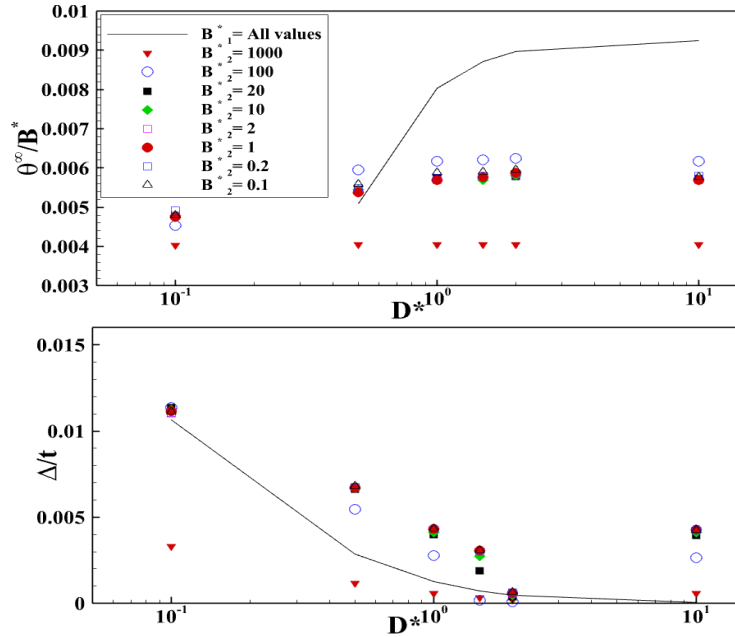 0.01
0.009
0.008
0.007
0.006
0.005
0.004
0.003
θ∞/B*
B*1= All values
B*2= 1000
B*2= 100
B*2= 20
B*2= 10
B*2= 2
B*2= 1
B*2= 0.2
B*2= 0.1
10-1 100 101
D*
0.015
0.01
0.005
0
Δ/t
10-1 100 101
D*